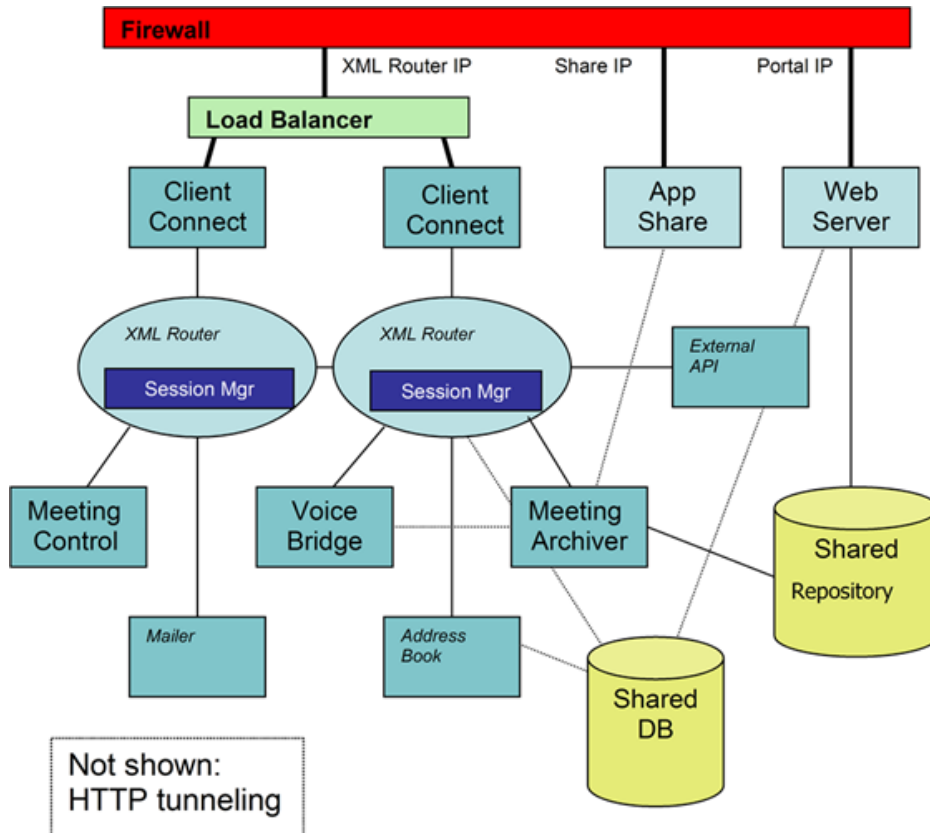 Firewall
XML Router IP
Share IP
Portal IP
Load Balancer
Client
Connect
Client
Connect
App
Share
Web
Server
XML Router
XML Router
External
API
Session Mgr
Session Mgr
Meeting
Control
Voice
Bridge
Meeting
Archiver
Shared
Repository
Mailer
Address
Book
Shared
DB
Not shown:
HTTP tunneling